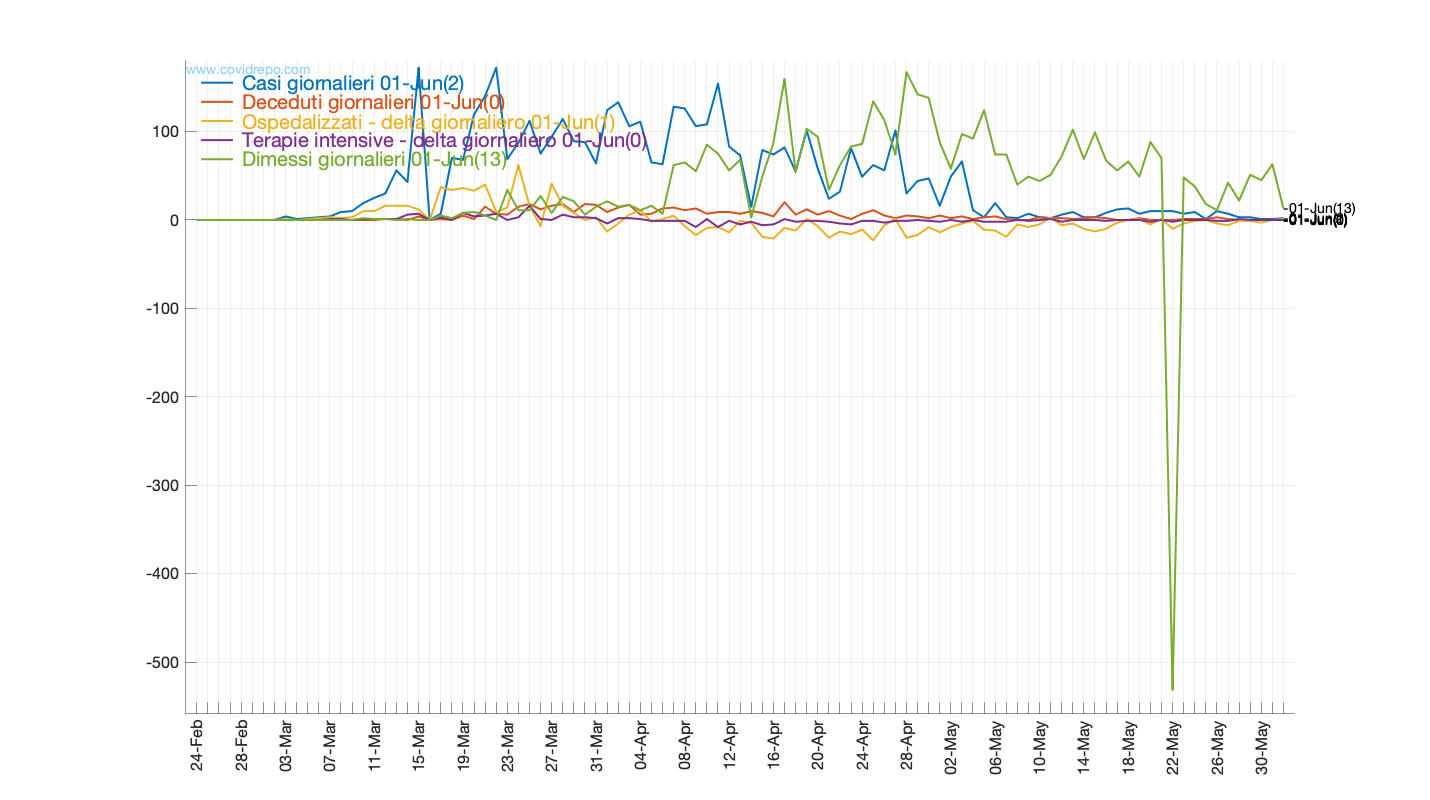 www.covidrepo.com
Casi giornalieri 01-Jun(2)
Deceduti giornalieri 01-Jun(0)
Ospedalizzati - delta giornaliero 01-Jun(1)
Terapie intensive - delta giornaliero 01-Jun(0)
Dimessi giornalieri 01-Jun(13)
100
0
-100
-200
-300
-400
-500
01-Jun(13)
24-Feb
28-Feb
03-Mar
07-Mar
11-Mar
15-Mar
19-Mar
23-Mar
27-Mar
31-Mar
04-Apr
08-Apr
12-Apr
16-Apr
20-Apr
24-Apr
28-Apr
02-May
06-May
10-May
14-May
18-May
22-May
26-May
30-May